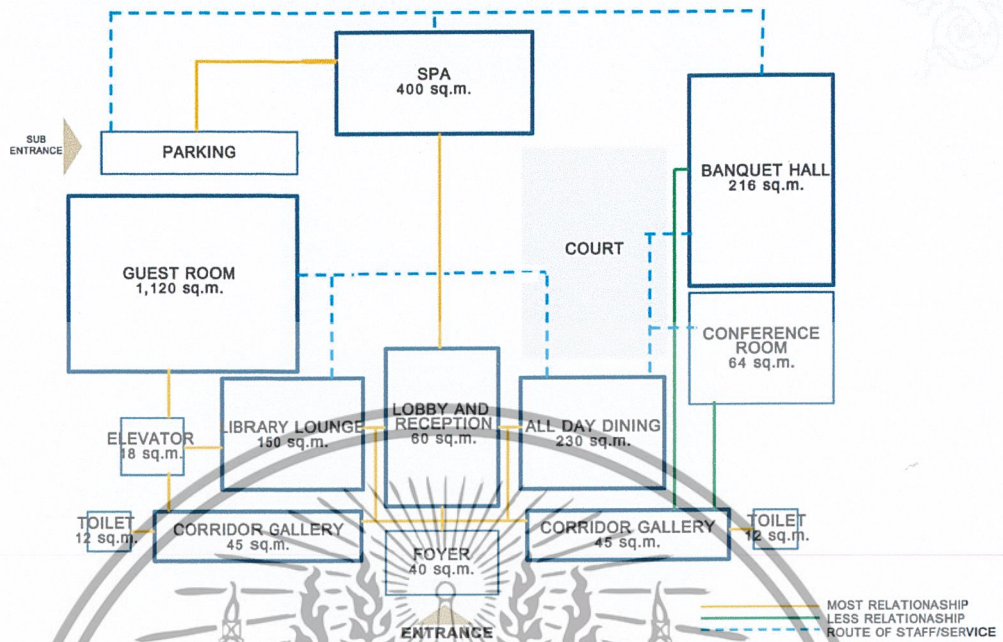 SPA
400 sq.m.
SUB
ENTRANCE
PARKING
BANQUET HALL
216 sq.m.
GUEST ROOM
1,120 sq.m.
COURT
CONFERENCE
ROOM
64 sq.m.
ELEVATOR
18 sq.m.
LIBRARY LOUNGE
150 sq.m.
LOBBY AND
RECEPTION
60 sq.m.
ALL DAY DINING
230 sq.m.
TOILET
12 sq.m.
CORRIDOR GALLERY
45 sq.m.
FOYER
40 sq.m.
CORRIDOR GALLERY
45 sq.m.
TOILET
12 sq.m.
ENTRANCE
MOST RELATIONASHIP
LESS RELATIONASHIP
ROUTE OF STAFF/SERVICE